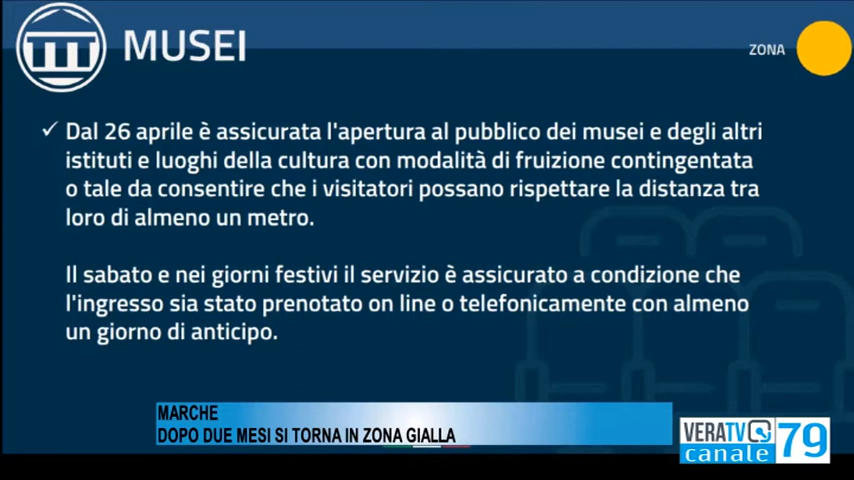 MUSEI
ZONA
✓ Dal 26 aprile è assicurata l'apertura al pubblico dei musei e degli altri
istituti e luoghi della cultura con modalità di fruizione contingentata
o tale da consentire che i visitatori possano rispettare la distanza tra
loro di almeno un metro.
Il sabato e nei giorni festivi il servizio è assicurato a condizione che
l'ingresso sia stato prenotato on line o telefonicamente con almeno
un giorno di anticipo.
MARCHE
DOPO DUE MESI SI TORNA IN ZONA GIALLA
VERATV
canale 79